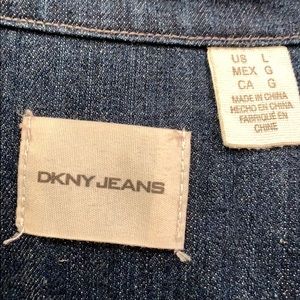 DKNY JEANS
US L
MEX G
CA G
MADE IN CHINA
HECHO EN CHINA
FABRIQUÉ EN
CHINE